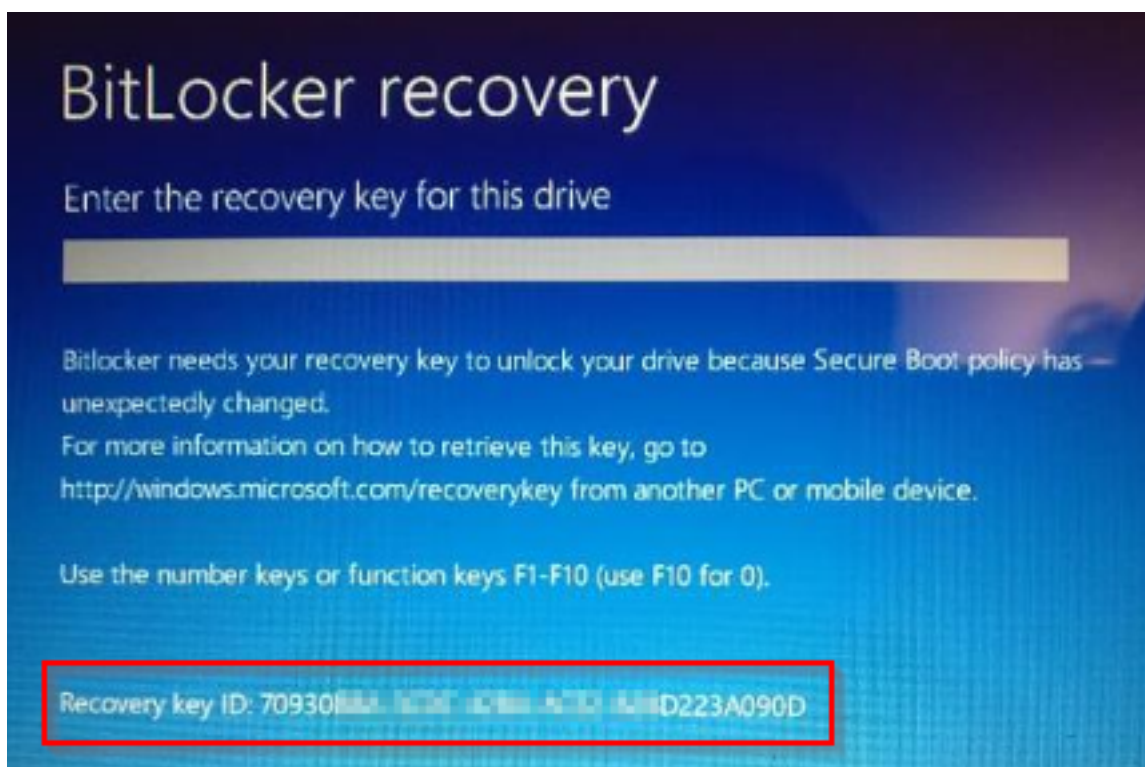 BitLocker recovery
Enter the recovery key for this drive
Bitlocker needs your recovery key to unlock your drive because Secure Boot policy has
unexpectedly changed.
For more information on how to retrieve this key, go to
http://windows.microsoft.com/recoverykey from another PC or mobile device.
Use the number keys or function keys F1-F10 (use F10 for 0).
Recovery key ID: 70930 D223A090D